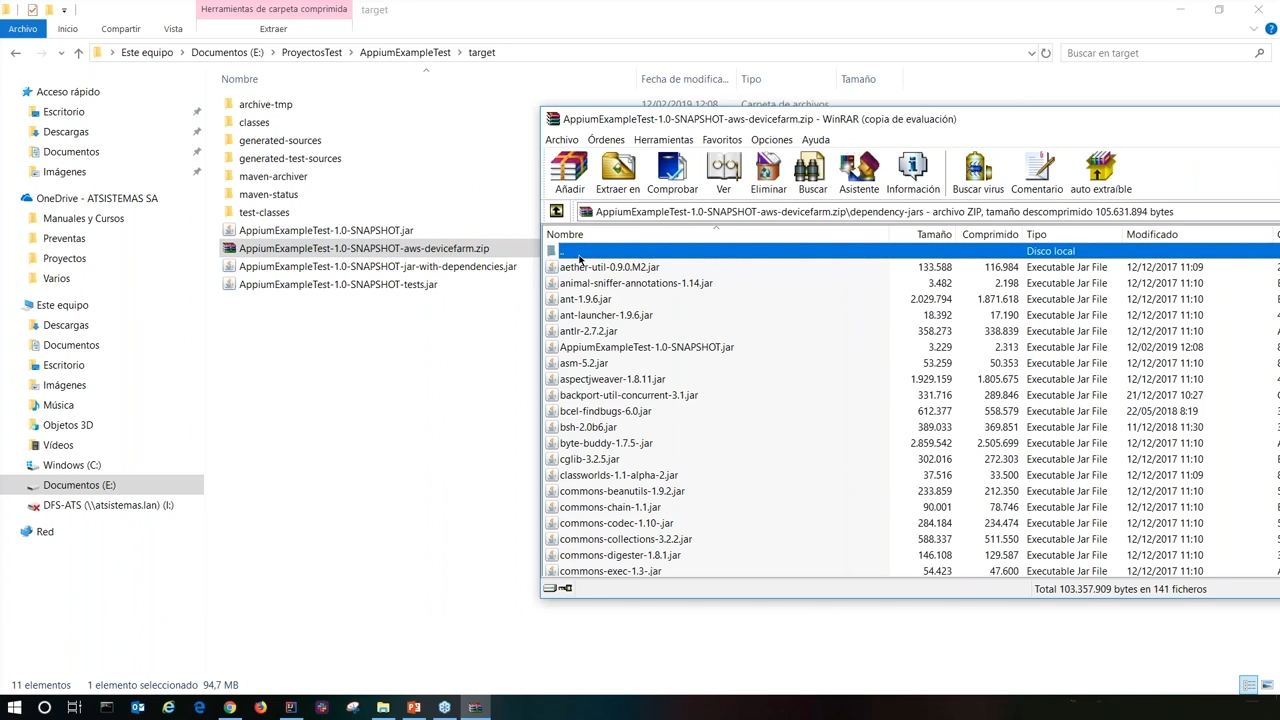 Herramientas de carpeta comprimida
target
Archivo
Inicio
Compartir
Vista
Extraer
Este equipo
Documentos (E:)
ProyectosTest
AppiumExampleTest
target
Buscar en target
Nombre
Fecha de modifica...
Tipo
Tamaño
Acceso rápido
Escritorio
Descargas
Documentos
Imágenes
OneDrive - ATSISTEMAS SA
Manuales y Cursos
Preventas
Proyectos
Varios
Este equipo
Descargas
Documentos
Escritorio
Imágenes
Música
Objetos 3D
Vídeos
Windows (C:)
Documentos (E:)
DFS-ATS (\\atsistemas.lan) (I:)
Red
archive-tmp
12/02/2019 12:08
Carpeta de archivos
classes
generated-sources
generated-test-sources
maven-archiver
maven-status
test-classes
AppiumExampleTest-1.0-SNAPSHOT.jar
AppiumExampleTest-1.0-SNAPSHOT-aws-devicefarm.zip
AppiumExampleTest-1.0-SNAPSHOT-jar-with-dependencies.jar
AppiumExampleTest-1.0-SNAPSHOT-tests.jar
AppiumExampleTest-1.0-SNAPSHOT-aws-devicefarm.zip - WinRAR (copia de evaluación)
Archivo Órdenes Herramientas Favoritos Opciones Ayuda
Añadir Extraer en Comprobar Ver Eliminar Buscar Asistente Información Buscar virus Comentario auto extraíble
AppiumExampleTest-1.0-SNAPSHOT-aws-devicefarm.zip\dependency-jars - archivo ZIP, tamaño descomprimido 105.631.894 bytes
Nombre Tamaño Comprimido Tipo Modificado C
.. Disco local
aether-util-0.9.0.M2.jar 133.588 116.984 Executable Jar File 12/12/2017 11:09
animal-sniffer-annotations-1.14.jar 3.482 2.198 Executable Jar File 12/12/2017 11:10
ant-1.9.6.jar 2.029.794 1.871.618 Executable Jar File 12/12/2017 11:10
ant-launcher-1.9.6.jar 18.392 17.190 Executable Jar File 12/12/2017 11:10
antlr-2.7.2.jar 358.273 338.839 Executable Jar File 12/12/2017 11:10
AppiumExampleTest-1.0-SNAPSHOT.jar 3.229 2.313 Executable Jar File 12/02/2019 12:08
asm-5.2.jar 53.259 50.353 Executable Jar File 12/12/2017 11:10
aspectjweaver-1.8.11.jar 1.929.159 1.805.675 Executable Jar File 12/12/2017 11:10
backport-util-concurrent-3.1.jar 331.716 289.846 Executable Jar File 21/12/2017 10:27
bcel-findbugs-6.0.jar 612.377 558.579 Executable Jar File 22/05/2018 8:19
bsh-2.0b6.jar 389.033 369.851 Executable Jar File 11/12/2018 11:30
byte-buddy-1.7.5-.jar 2.859.542 2.505.699 Executable Jar File 12/12/2017 11:10
cglib-3.2.5.jar 302.016 272.303 Executable Jar File 12/12/2017 11:10
classworlds-1.1-alpha-2.jar 37.516 33.500 Executable Jar File 12/12/2017 11:09
commons-beanutils-1.9.2.jar 233.859 212.350 Executable Jar File 12/12/2017 11:10
commons-chain-1.1.jar 90.001 78.746 Executable Jar File 12/12/2017 11:10
commons-codec-1.10-.jar 284.184 234.474 Executable Jar File 12/12/2017 11:10
commons-collections-3.2.2.jar 588.337 511.550 Executable Jar File 12/12/2017 11:10
commons-digester-1.8.1.jar 146.108 129.587 Executable Jar File 12/12/2017 11:10
commons-exec-1.3-.jar 54.423 47.600 Executable Jar File 12/12/2017 11:10
Total 103.357.909 bytes en 141 ficheros
11 elementos 1 elemento seleccionado 94,7 MB